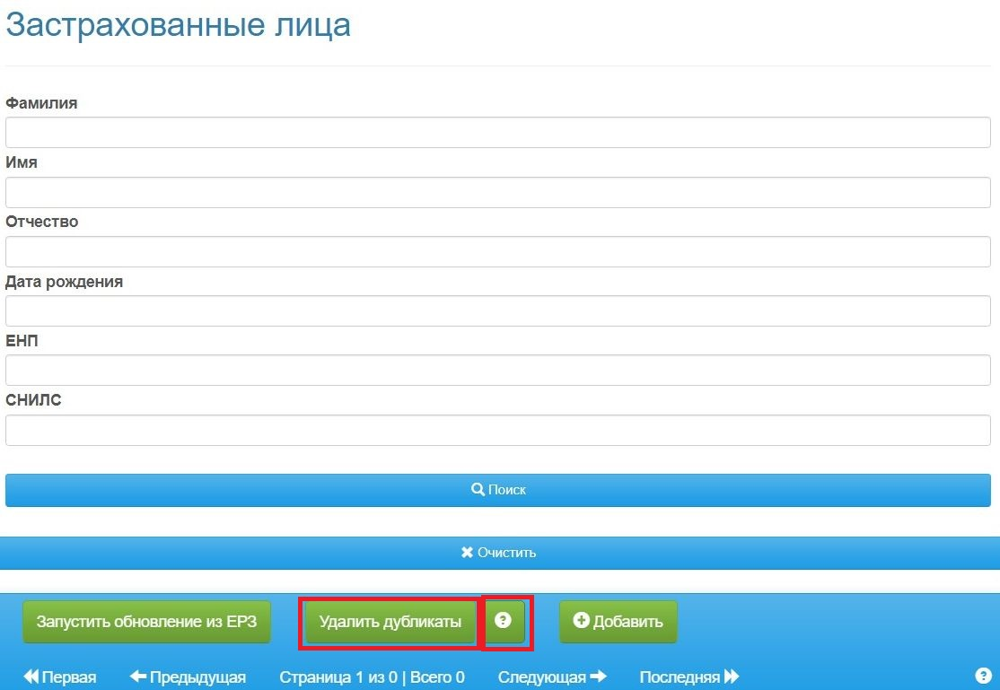 Застрахованные лица
Фамилия
Имя
Отчество
Дата рождения
ЕНП
СНИЛС
Поиск
Очистить
Запустить обновление из ЕРЗ Удалить дубликаты ? Добавить
Первая Предыдущая Страница 1 из 0 | Всего 0 Следующая Последняя ?